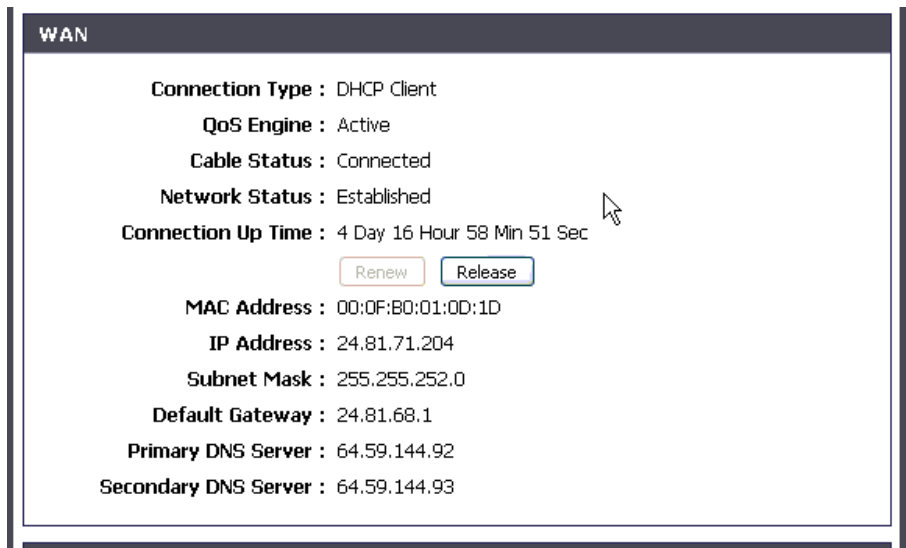 WAN
Connection Type : DHCP Client
QoS Engine : Active
Cable Status : Connected
Network Status : Established
Connection Up Time : 4 Day 16 Hour 58 Min 51 Sec
Renew Release
MAC Address : 00:0F:B0:01:0D:1D
IP Address : 24.81.71.204
Subnet Mask : 255.255.252.0
Default Gateway : 24.81.68.1
Primary DNS Server : 64.59.144.92
Secondary DNS Server : 64.59.144.93